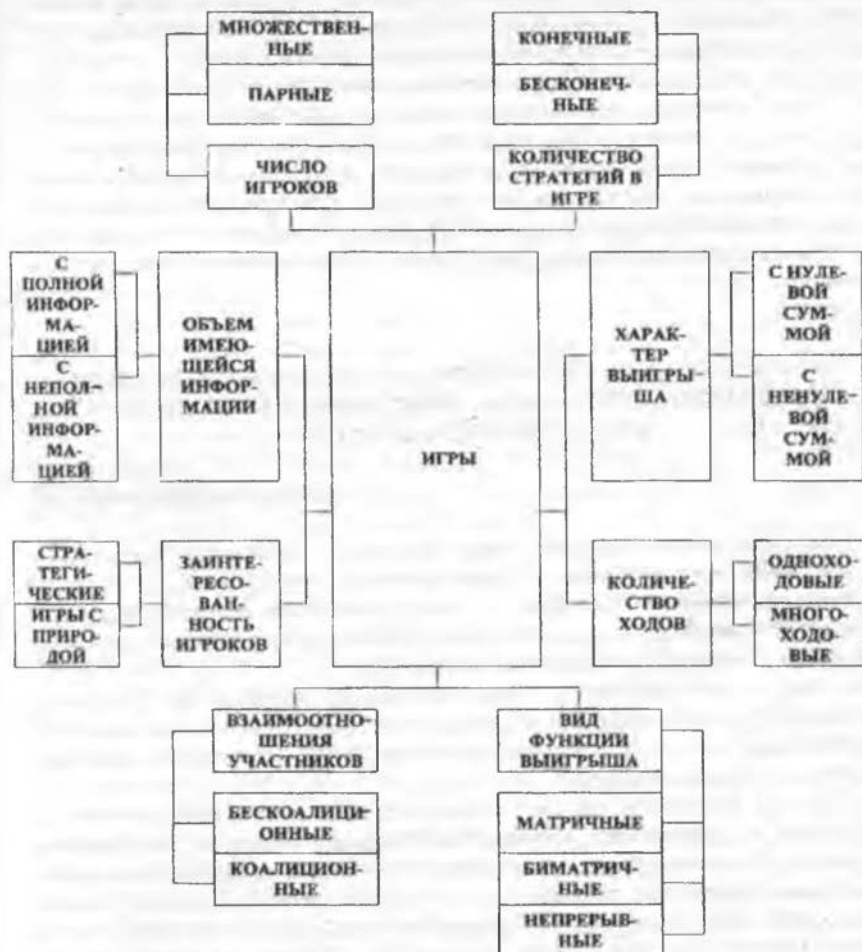 МНОЖЕСТВЕН-
НЫЕ
ПАРНЫЕ
ЧИСЛО
ИГРОКОВ
КОНЕЧНЫЕ
БЕСКОНЕЧ-
НЫЕ
КОЛИЧЕСТВО
СТРАТЕГИЙ В
ИГРЕ
С
ПОЛНОЙ
ИНФОР-
МА-
ЦИЕЙ
С
НЕПОЛ-
НОЙ
ИНФОР-
МА-
ЦИЕЙ
ОБЪЕМ
ИМЕЮ-
ЩЕЙСЯ
ИНФОР-
МАЦИИ
ИГРЫ
ХАРАК-
ТЕР
ВЫИГРЫ-
ША
С НУЛЕ-
ВОЙ
СУМ-
МОЙ
С
НЕНУЛЕ-
ВОЙ
СУМ-
МОЙ
СТРА-
ТЕГИ-
ЧЕСКИЕ
ИГРЫ С
ПРИРО-
ДОЙ
ЗАИНТЕ-
РЕСО-
ВАН-
НОСТЬ
ИГРОКОВ
КОЛИЧЕ-
СТВО
ХОДОВ
ОДНОХО-
ДОВЫЕ
МНОГО-
ХОДО-
ВЫЕ
ВЗАИМООТНО-
ШЕНИЯ
УЧАСТНИКОВ
БЕСКОАЛИЦИ-
ОННЫЕ
КОАЛИЦИОН-
НЫЕ
ВИД
ФУНКЦИИ
ВЫИГРЫША
МАТРИЧНЫЕ
БИМАТРИЧ-
НЫЕ
НЕПРЕРЫВ-
НЫЕ